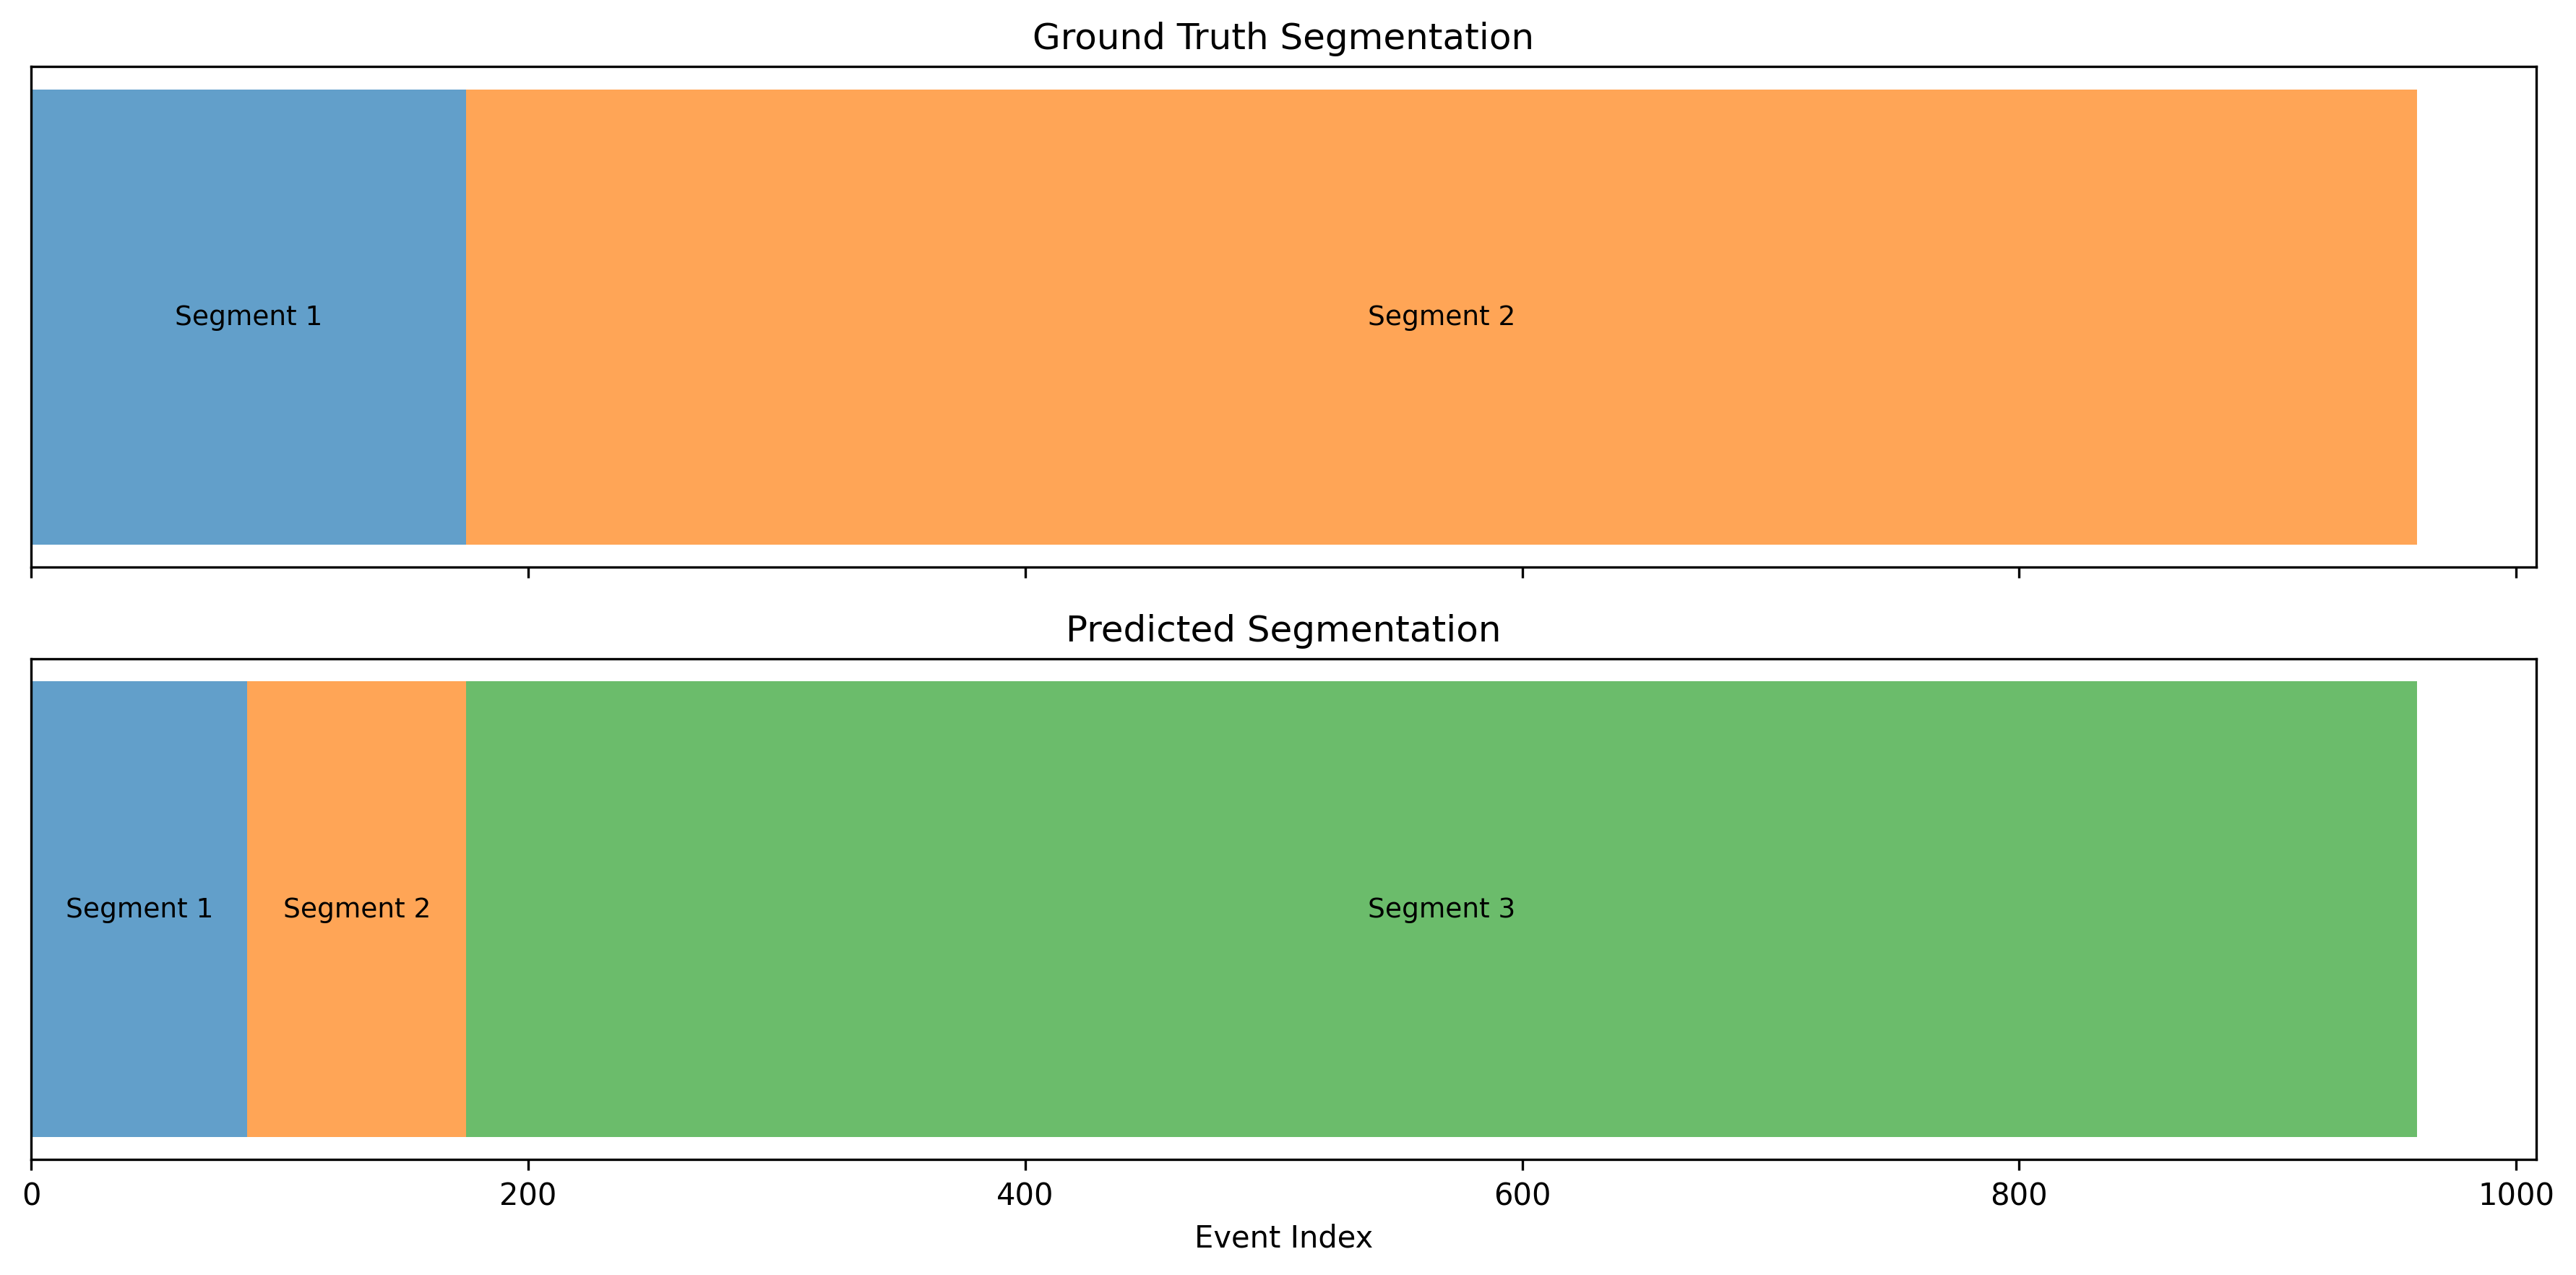 Ground Truth Segmentation
Segment 1
Segment 2
Predicted Segmentation
Segment 1
Segment 2
Segment 3
0
200
400
600
800
1000
Event Index